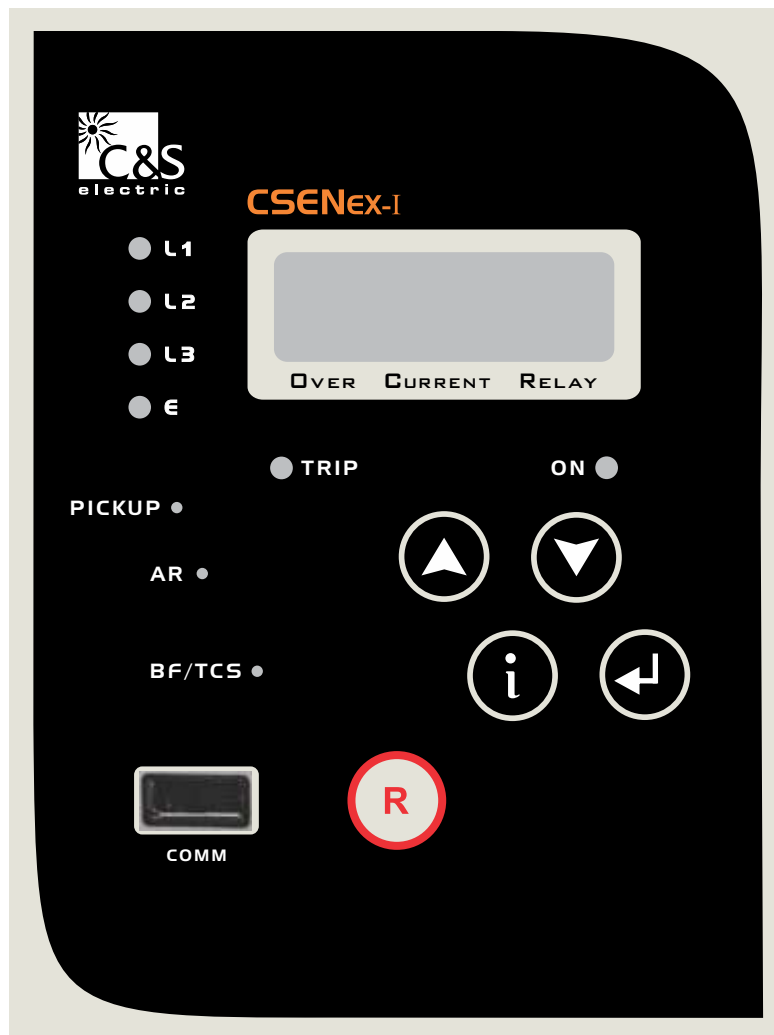 C&S
electric
CSENEX-I
L1
L2
L3
E
OVER CURRENT RELAY
TRIP
ON
PICKUP
AR
BF/TCS
i
R
COMM